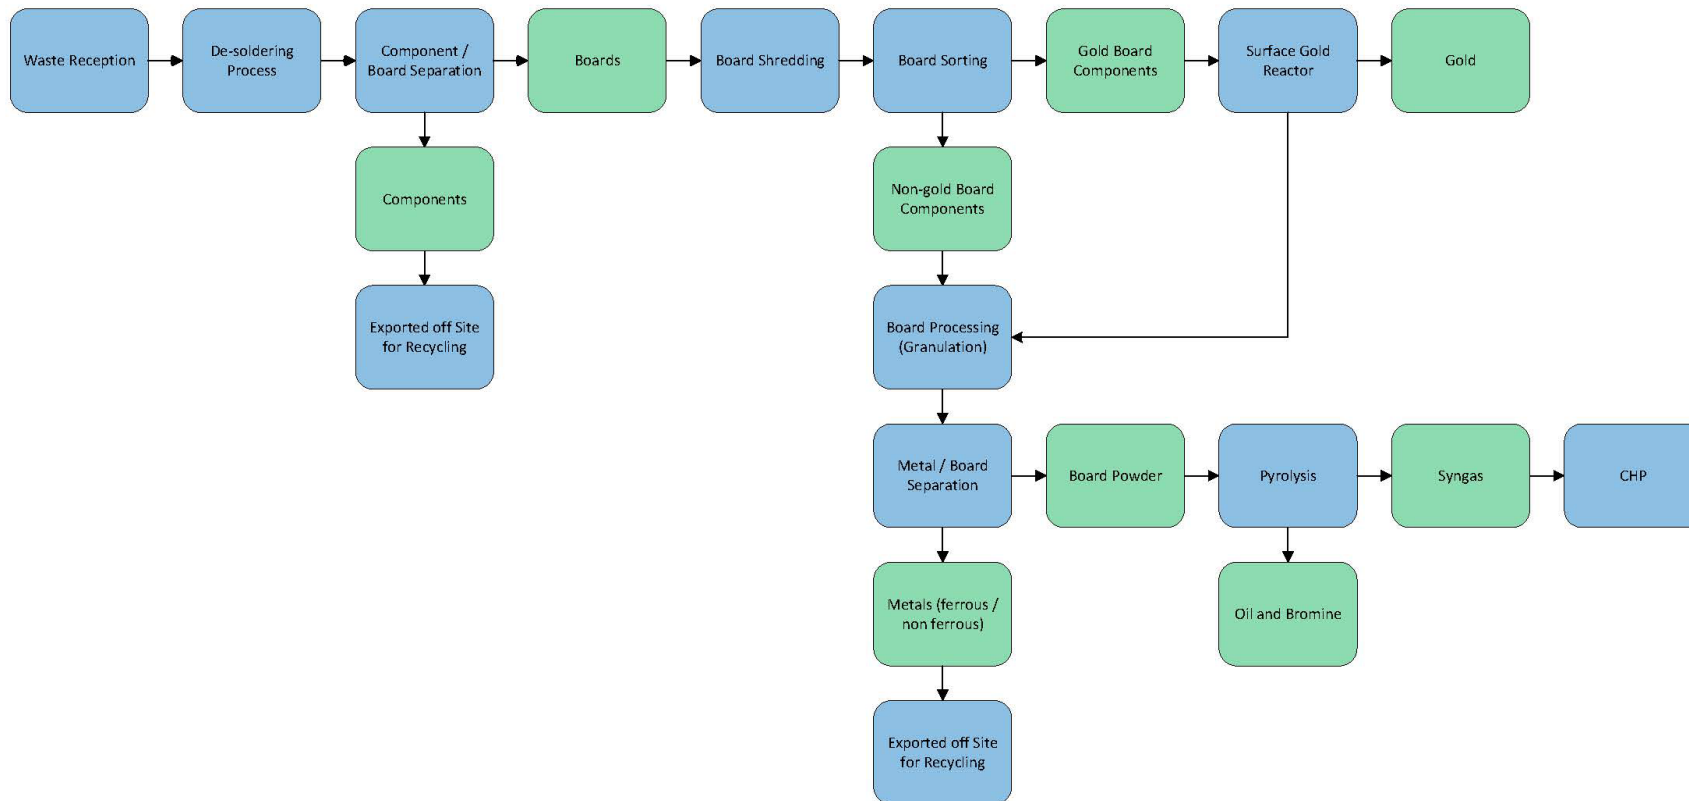 Waste Reception
De-soldering
Process
Component /
Board Separation
Boards
Board Shredding
Board Sorting
Gold Board
Components
Surface Gold
Reactor
Gold
Components
Non-gold Board
Components
Exported off Site
for Recycling
Board Processing
(Granulation)
Metal / Board
Separation
Board Powder
Pyrolysis
Syngas
CHP
Metals (ferrous /
non ferrous)
Oil and Bromine
Exported off Site
for Recycling